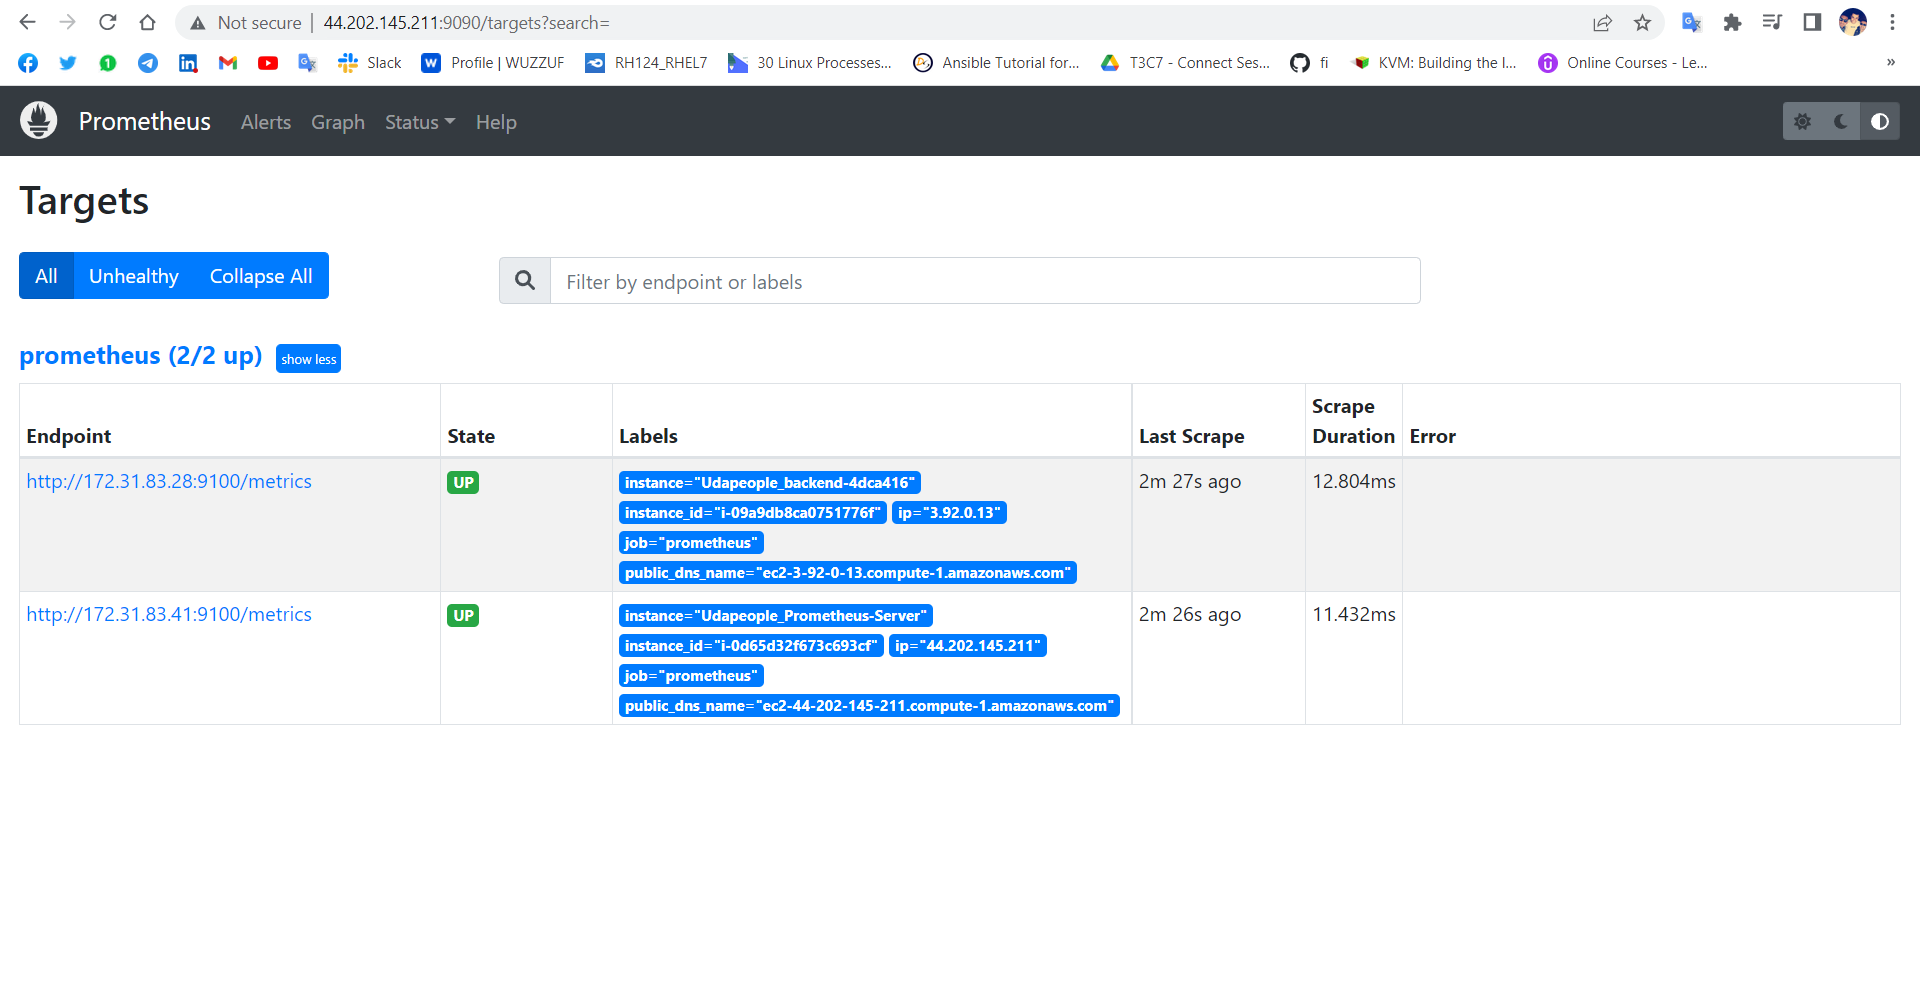 Not secure | 44.202.145.211:9090/targets?search=
Slack Profile | WUZZUF RH124_RHEL7 30 Linux Processes... Ansible Tutorial for... T3C7 - Connect Ses... fi KVM: Building the I... Online Courses - Le... »
Prometheus Alerts Graph Status Help
Targets
All Unhealthy Collapse All Filter by endpoint or labels
prometheus (2/2 up) show less
Endpoint State Labels Last Scrape Scrape Duration Error
http://172.31.83.28:9100/metrics UP instance="Udapeople_backend-4dca416" 2m 27s ago 12.804ms
instance_id="i-09a9db8ca0751776f" ip="3.92.0.13"
job="prometheus"
public_dns_name="ec2-3-92-0-13.compute-1.amazonaws.com"
http://172.31.83.41:9100/metrics UP instance="Udapeople_Prometheus-Server" 2m 26s ago 11.432ms
instance_id="i-0d65d32f673c693cf" ip="44.202.145.211"
job="prometheus"
public_dns_name="ec2-44-202-145-211.compute-1.amazonaws.com"